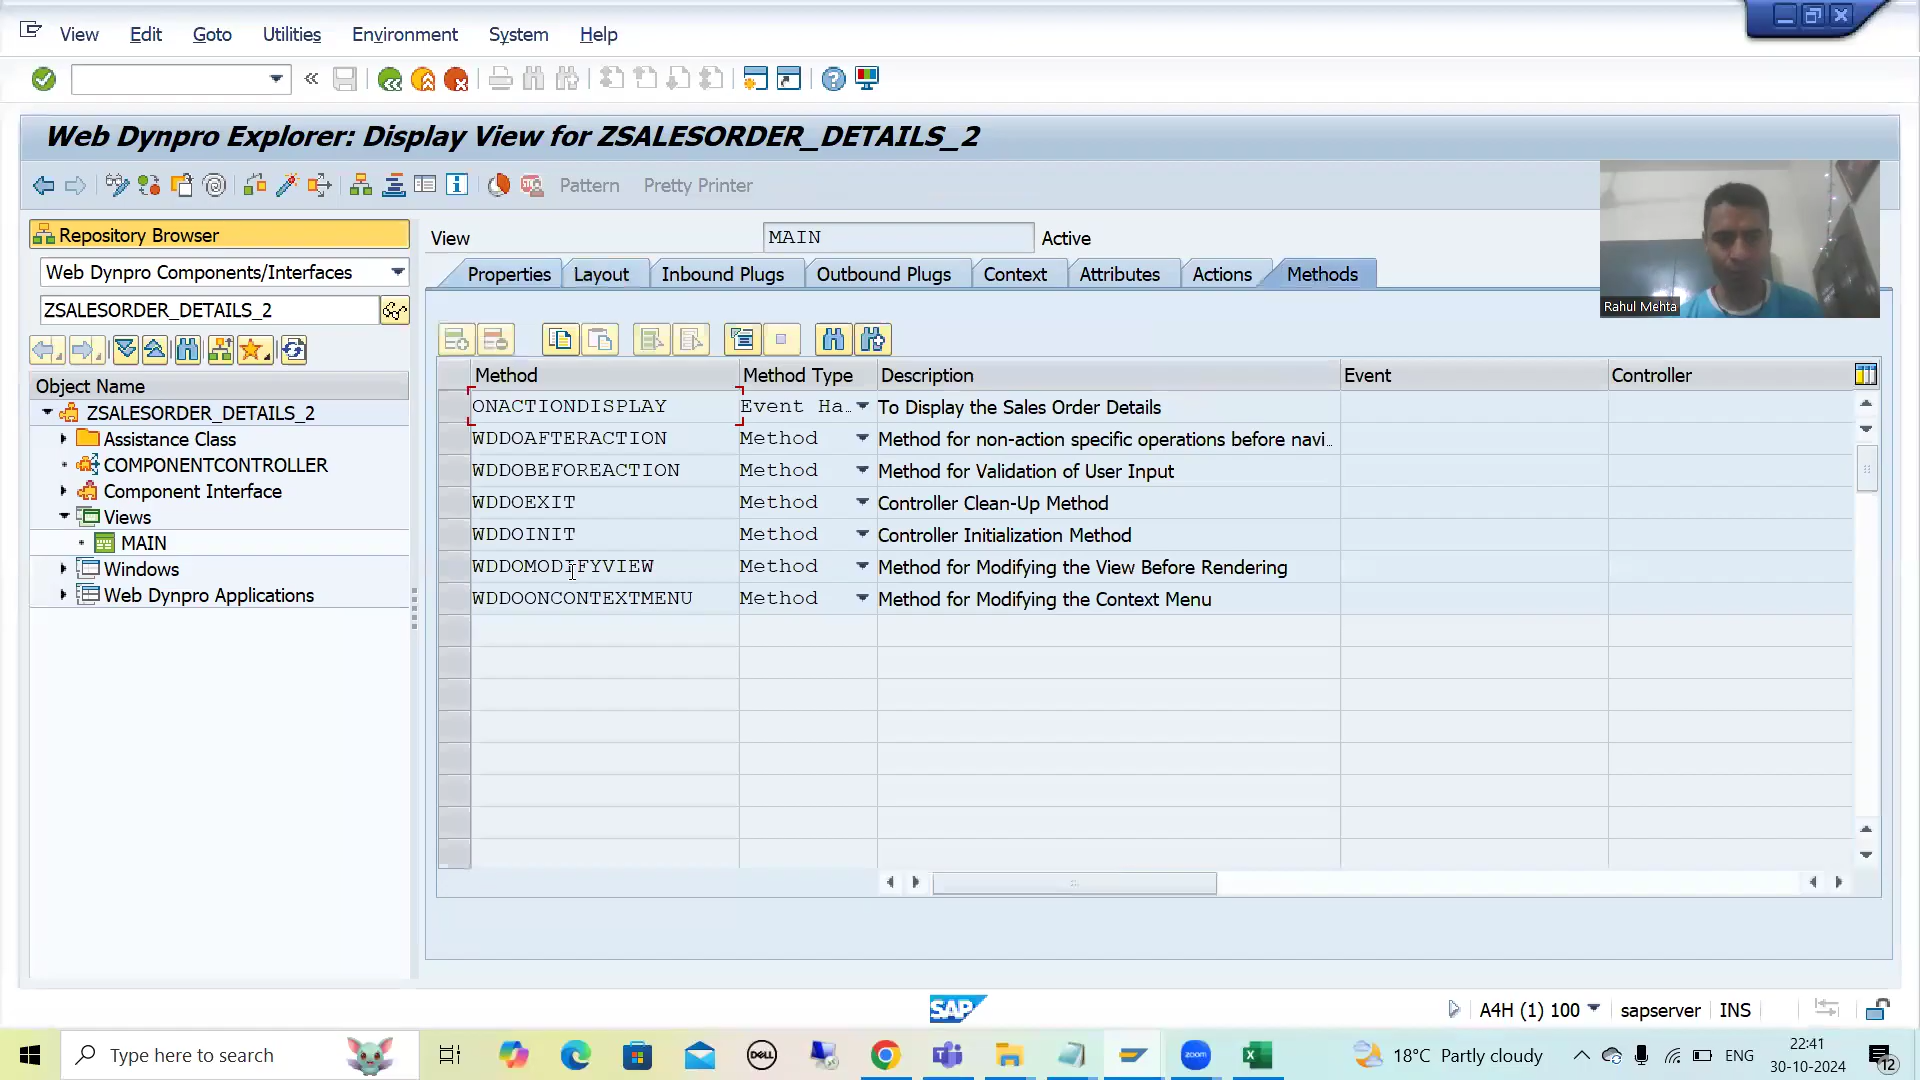 View Edit Goto Utilities Environment System Help
Web Dynpro Explorer: Display View for ZSALESORDER_DETAILS_2
Pattern Pretty Printer
Repository Browser
Web Dynpro Components/Interfaces
ZSALESORDER_DETAILS_2
Object Name
ZSALESORDER_DETAILS_2
Assistance Class
COMPONENTCONTROLLER
Component Interface
Views
MAIN
Windows
Web Dynpro Applications
View MAIN Active
Properties Layout Inbound Plugs Outbound Plugs Context Attributes Actions Methods
Rahul Mehta
Method Method Type Description Event Controller
ONACTIONDISPLAY Event Ha.. To Display the Sales Order Details
WDDOAFTERACTION Method Method for non-action specific operations before navi..
WDDOBEFOREACTION Method Method for Validation of User Input
WDDOEXIT Method Controller Clean-Up Method
WDDOINIT Method Controller Initialization Method
WDDOMODIFYVIEW Method Method for Modifying the View Before Rendering
WDDOONCONTEXTMENU Method Method for Modifying the Context Menu
SAP
A4H (1) 100 sapserver INS
Type here to search
DELL
zoom
18°C Partly cloudy
ENG
22:41
30-10-2024
12